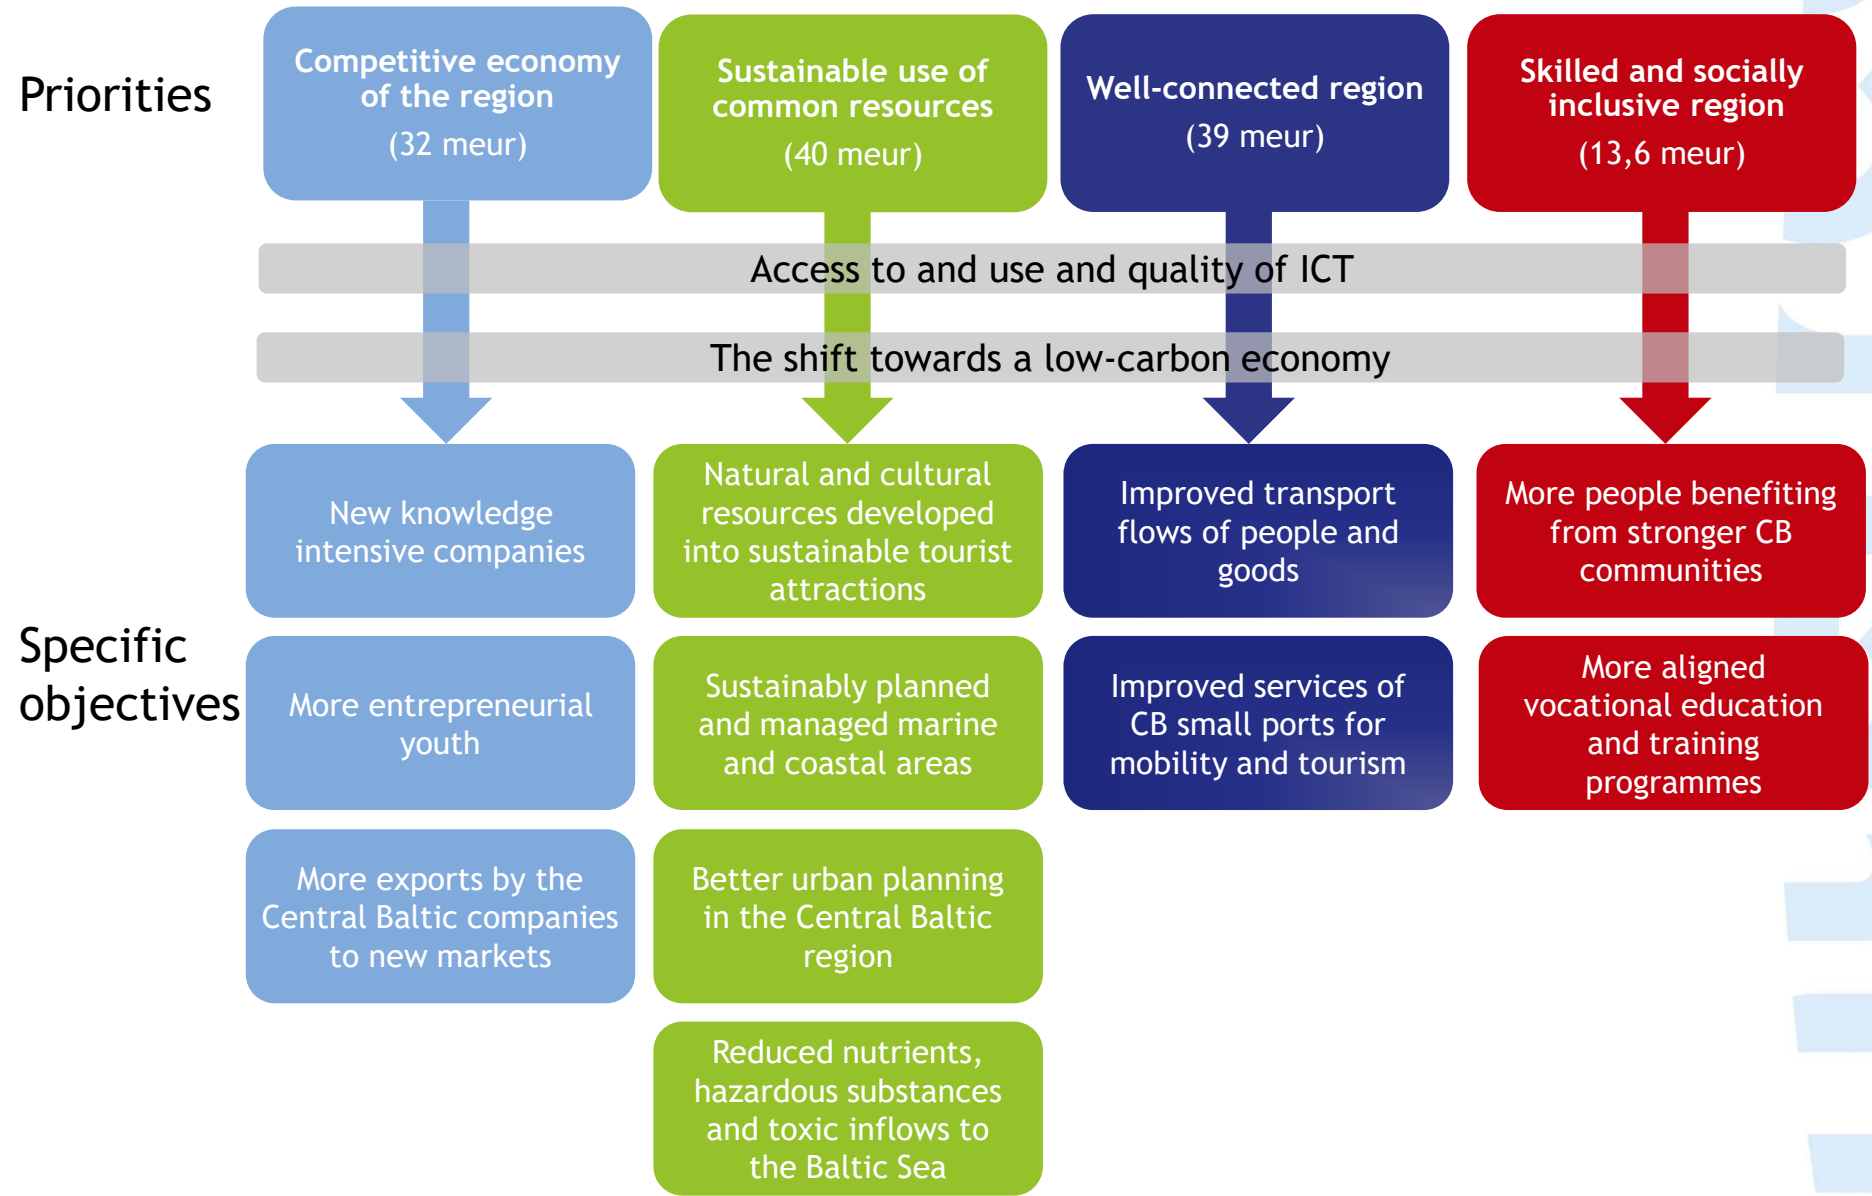 Priorities
Competitive economy
of the region
(32 meur)
Sustainable use of
common resources
(40 meur)
Well-connected region
(39 meur)
Skilled and socially
inclusive region
(13,6 meur)
Access to and use and quality of ICT
The shift towards a low-carbon economy
Specific
objectives
New knowledge
intensive companies
Natural and cultural
resources developed
into sustainable tourist
attractions
Improved transport
flows of people and
goods
More people benefiting
from stronger CB
communities
More entrepreneurial
youth
Sustainably planned
and managed marine
and coastal areas
Improved services of
CB small ports for
mobility and tourism
More aligned
vocational education
and training
programmes
More exports by the
Central Baltic companies
to new markets
Better urban planning
in the Central Baltic
region
Reduced nutrients,
hazardous substances
and toxic inflows to
the Baltic Sea